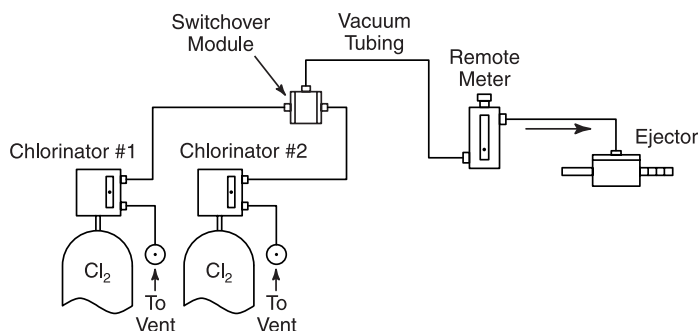 Switchover
Module
Vacuum
Tubing
Remote
Meter
Ejector
Chlorinator #1
Chlorinator #2
Cl₂
Cl₂
To
Vent
To
Vent